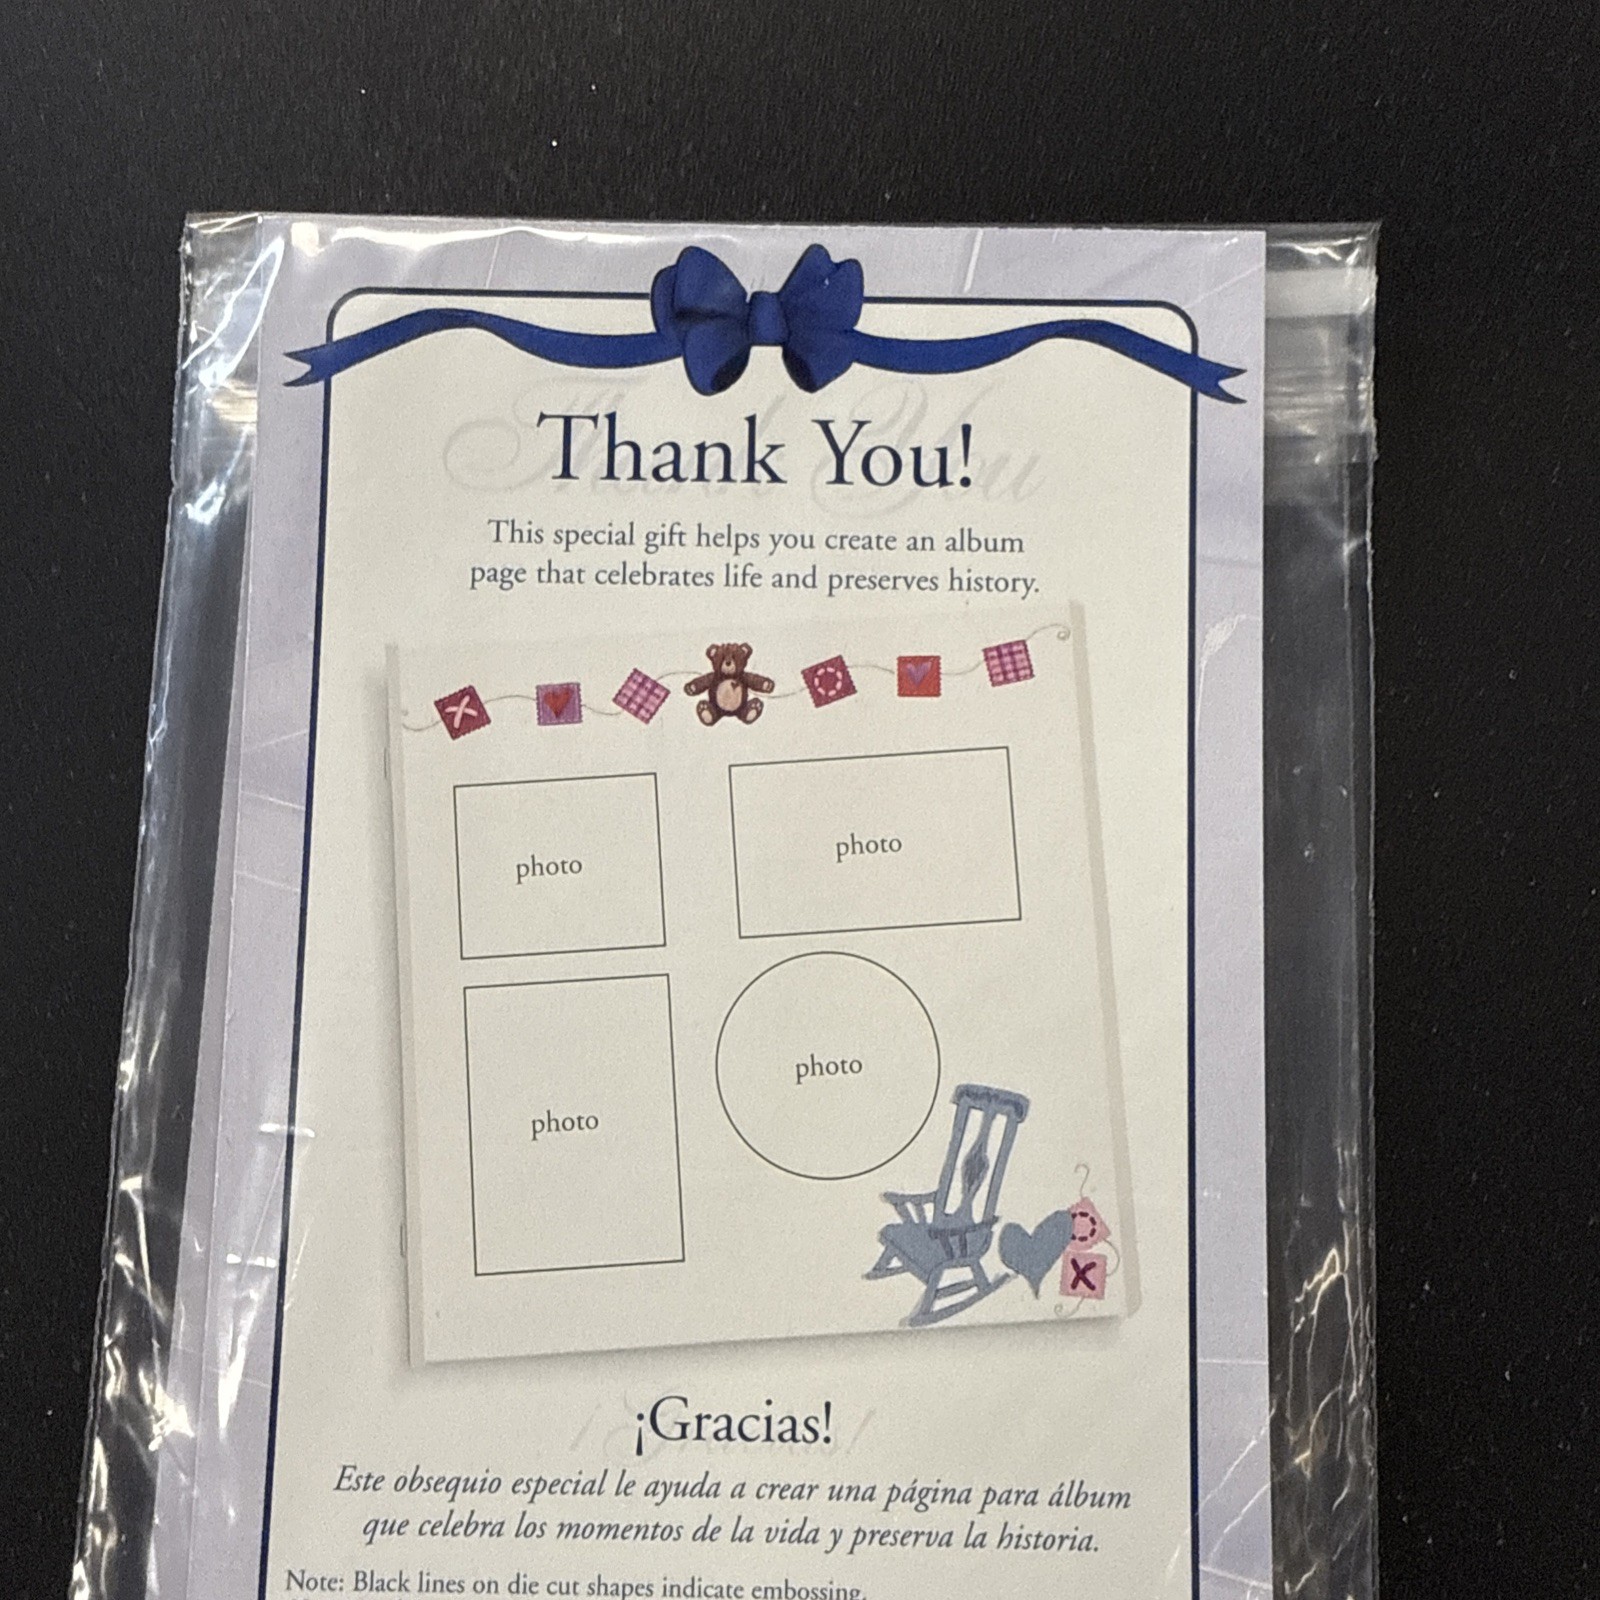 Thank You!
This special gift helps you create an album
page that celebrates life and preserves history.
photo
photo
photo
photo
¡Gracias!
Este obsequio especial le ayuda a crear una página para álbum
que celebra los momentos de la vida y preserva la historia.
Note: Black lines on die cut shapes indicate embossing.